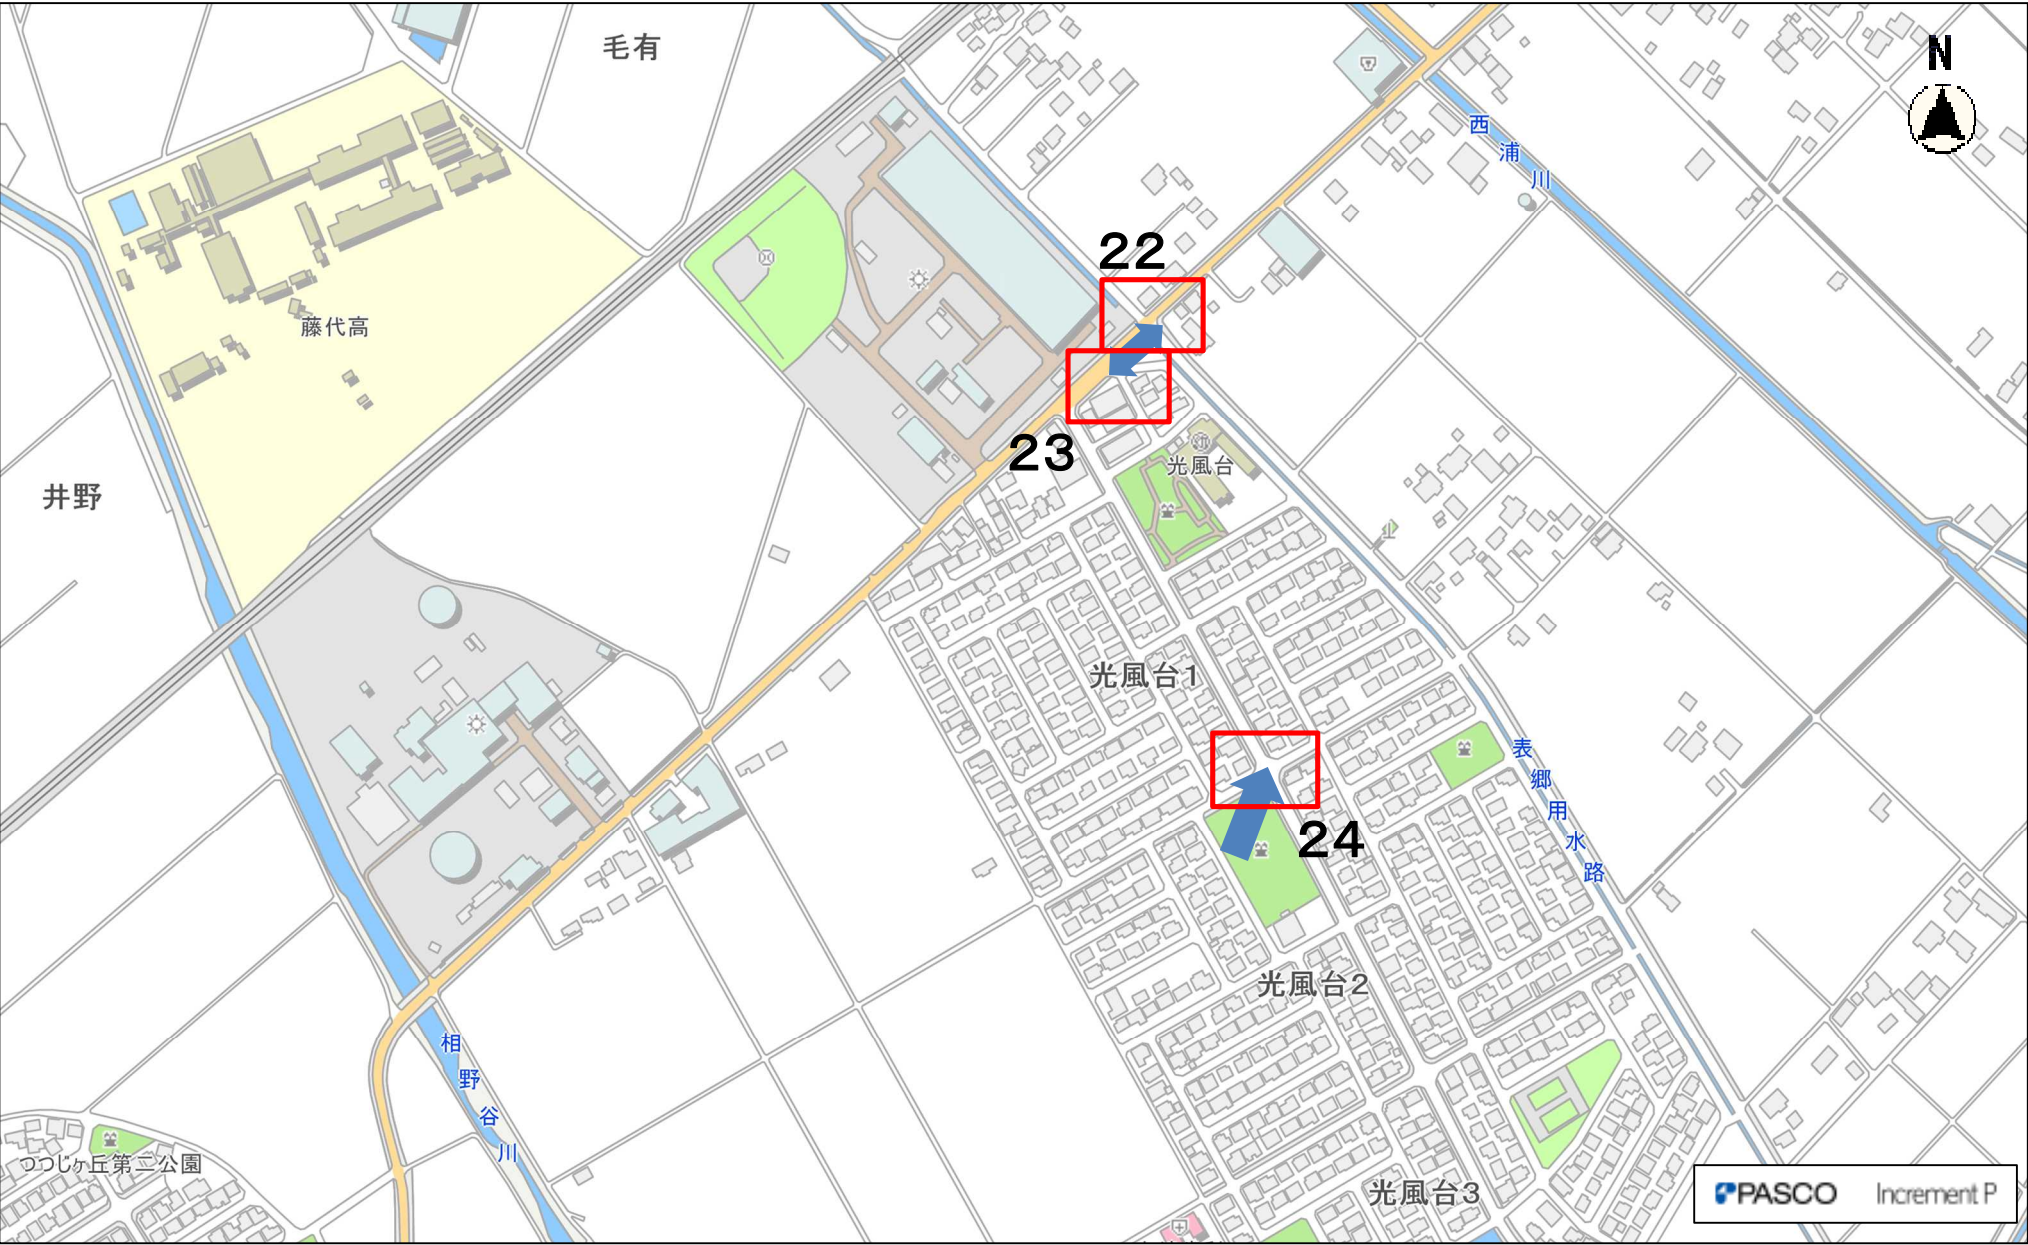 毛有
N
西浦川
22
藤代高
23
光風台
井野
光風台1
表郷用水路
24
光風台2
相野谷川
つつじヶ丘第二公園
光風台3
PASCO Increment P